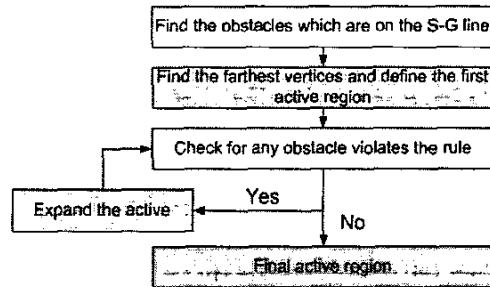 Find the obstacles which are on the S-G line
Find the farthest vertices and define the first
active region
Check for any obstacle violates the rule
Yes
Expand the active
No
Final active region